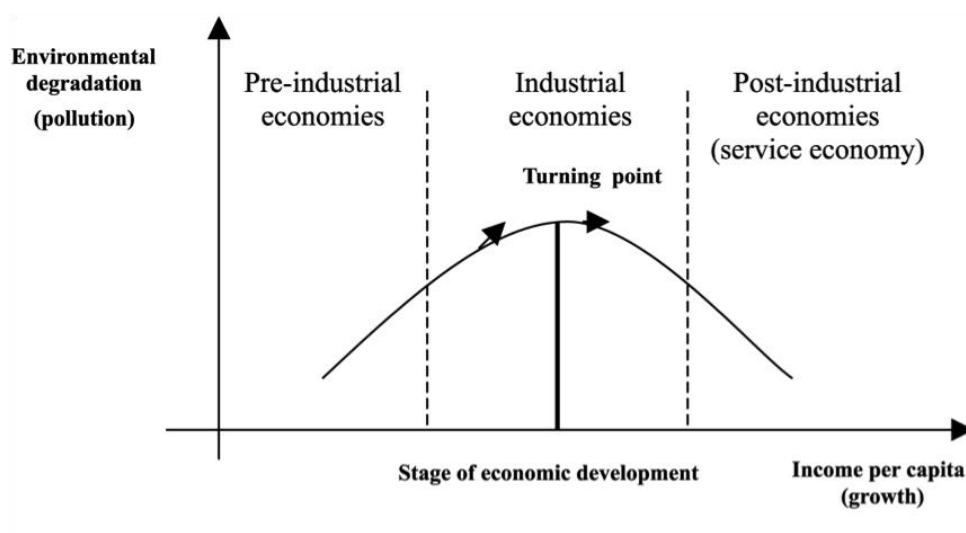 Environmental
degradation
(pollution)
Pre-industrial
economies
Industrial
economies
Post-industrial
economies
(service economy)
Turning point
Stage of economic development
Income per capita
(growth)